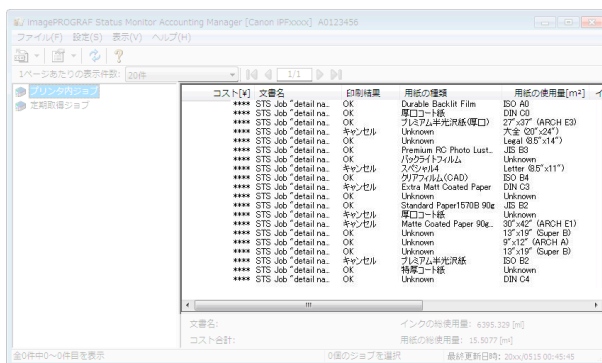 imagePROGRAF Status Monitor Accounting Manager [Canon iPFxxxx] A0123456
ファイル(F) 設定(S) 表示(V) ヘルプ(H)
1ページあたりの表示件数: 20件 1/1
プリンタ内ジョブ
定期取得ジョブ
コスト[¥] 文書名 印刷結果 用紙の種類 用紙の使用量[m²] イ
**** STS Job "detail na... OK Durable Backlit Film ISO A0
**** STS Job "detail na... OK 厚口コート紙 DIN C0
**** STS Job "detail na... OK プレミアム半光沢紙(厚口) 27"x37" (ARCH E3)
**** STS Job "detail na... キャンセル Unknown 大全 (20"x24")
**** STS Job "detail na... OK Unknown Legal (8.5"x14")
**** STS Job "detail na... OK Premium RC Photo Lust... JIS B3
**** STS Job "detail na... OK バックライトフィルム Unknown
**** STS Job "detail na... キャンセル スペシャル4 Letter (8.5"x11")
**** STS Job "detail na... OK クリアフィルム(CAD) ISO B4
**** STS Job "detail na... キャンセル Extra Matt Coated Paper DIN C3
**** STS Job "detail na... OK Unknown Unknown
**** STS Job "detail na... OK Standard Paper1570B 90g JIS B2
**** STS Job "detail na... キャンセル 厚口コート紙 Unknown
**** STS Job "detail na... キャンセル Matte Coated Paper 90g... 30"x42" (ARCH E1)
**** STS Job "detail na... OK Unknown 13"x19" (Super B)
**** STS Job "detail na... OK Unknown 9"x12" (ARCH A)
**** STS Job "detail na... OK Unknown 13"x19" (Super B)
**** STS Job "detail na... キャンセル プレミアム半光沢紙 ISO B2
**** STS Job "detail na... OK 特厚コート紙 Unknown
**** STS Job "detail na... OK Unknown DIN C4
文書名: インクの総使用量: 6395.329 [ml]
コスト合計: 用紙の総使用量: 15.5077 [m²]
全0件中0～0件目を表示 0個のジョブを選択 最終更新日時: 20xx/0515 00:45:45